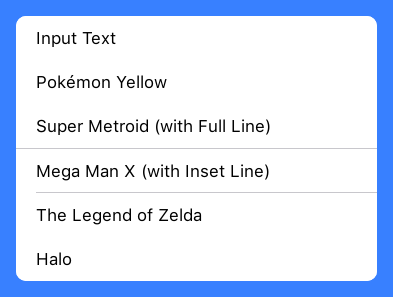 Input Text
Pokémon Yellow
Super Metroid (with Full Line)
Mega Man X (with Inset Line)
The Legend of Zelda
Halo